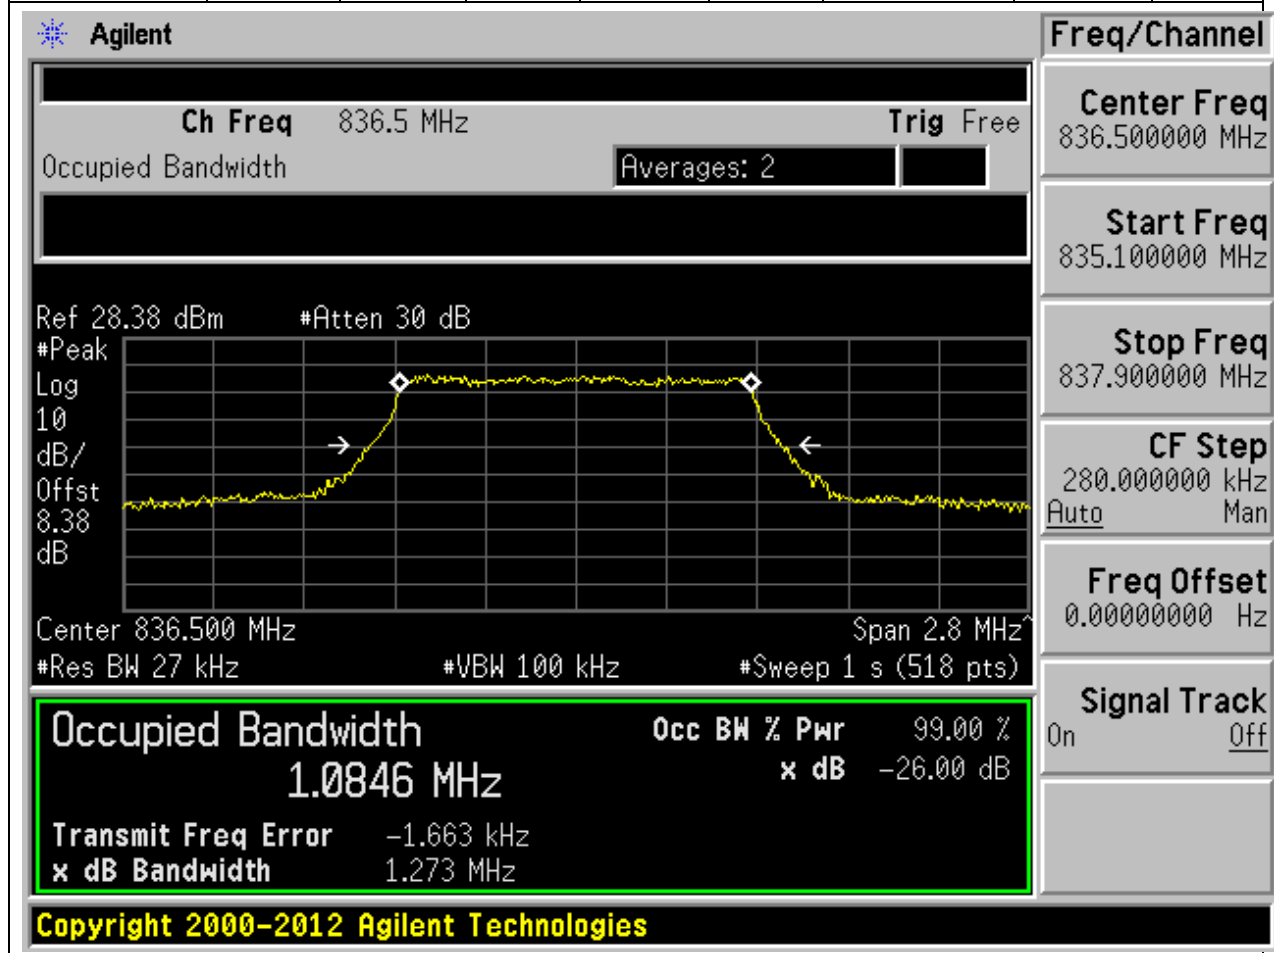 Agilent
Freq/Channel
Ch Freq 836.5 MHz Trig Free
Occupied Bandwidth Averages: 2
Center Freq
836.500000 MHz
Start Freq
835.100000 MHz
Stop Freq
837.900000 MHz
CF Step
280.000000 kHz
Auto Man
Freq Offset
0.00000000 Hz
Signal Track
On Off
Ref 28.38 dBm #Atten 30 dB
#Peak
Log
10
dB/
Offst
8.38
dB
Center 836.500 MHz Span 2.8 MHz^
#Res BW 27 kHz #VBW 100 kHz #Sweep 1 s (518 pts)
Occupied Bandwidth
1.0846 MHz
Occ BW % Pwr 99.00 %
x dB -26.00 dB
Transmit Freq Error -1.663 kHz
x dB Bandwidth 1.273 MHz
Copyright 2000-2012 Agilent Technologies